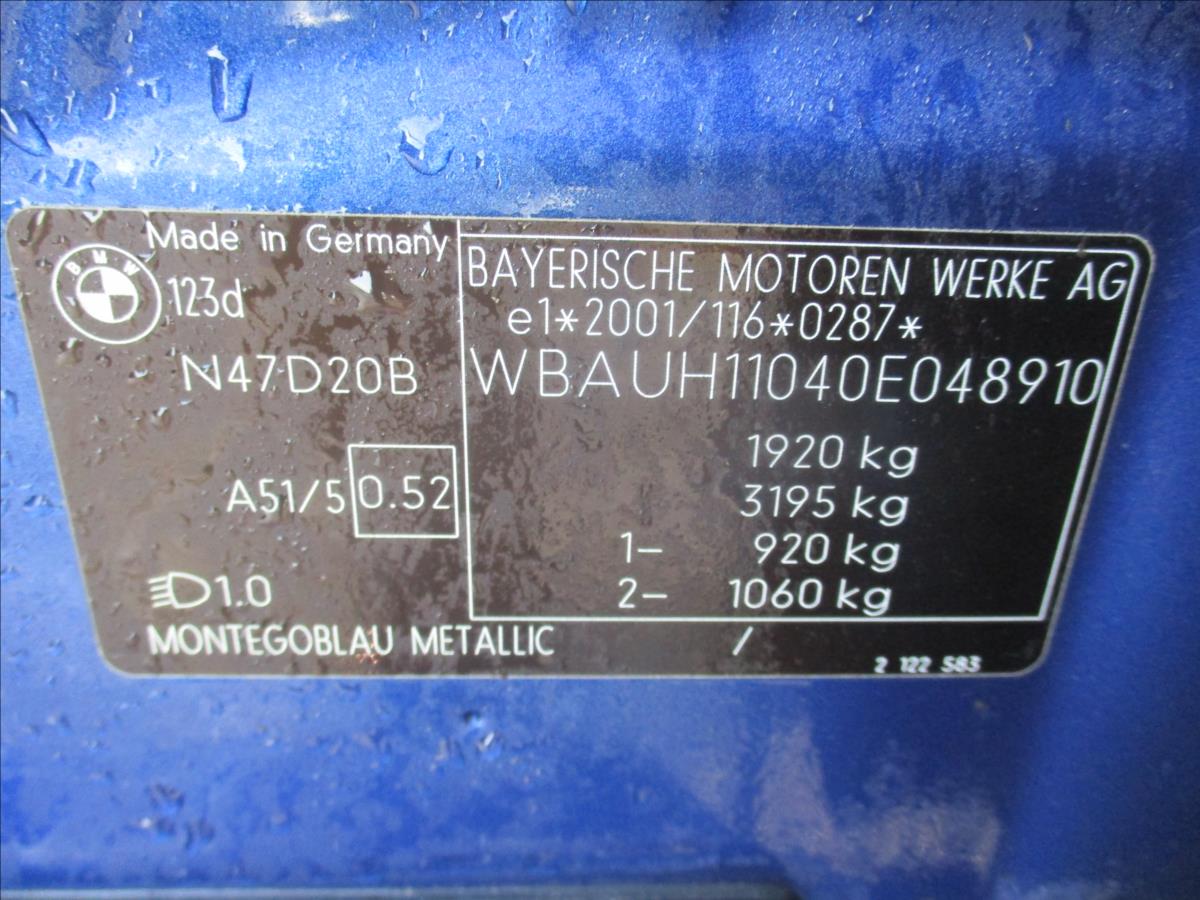 Made in Germany
BMW
123d
N47D20B
A51/5 0.52
1.0
MONTEGOBLAU METALLIC /
BAYERISCHE MOTOREN WERKE AG
e1*2001/116*0287*
WBAUH11040E048910
1920 kg
3195 kg
1- 920 kg
2- 1060 kg
2 122 583